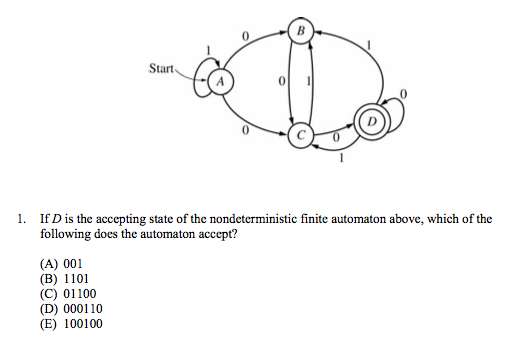 0
B
1
1
Start
A
0
1
0
D
0
C
0
1
1. If D is the accepting state of the nondeterministic finite automaton above, which of the
following does the automaton accept?
(A) 001
(B) 1101
(C) 01100
(D) 000110
(E) 100100